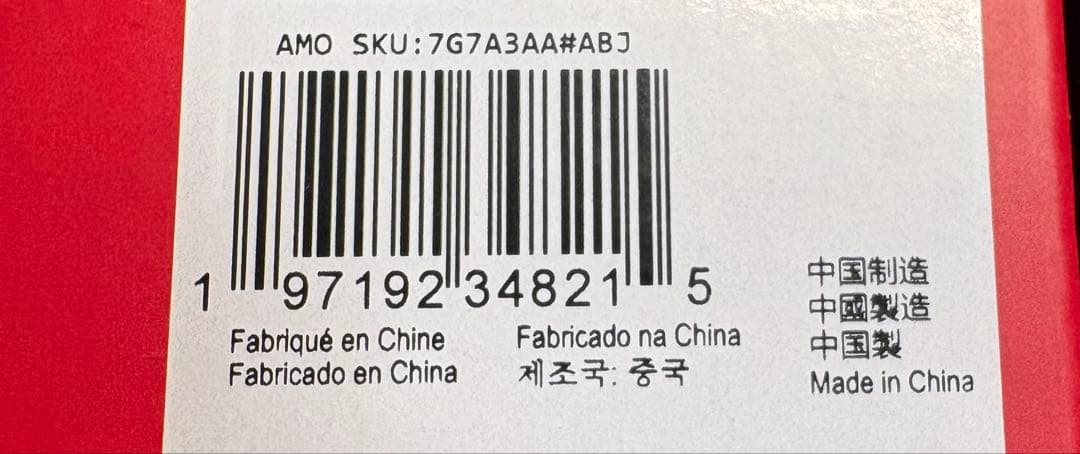 AMO SKU:7G7A3AA#ABJ
1 97192 34821 5
Fabriqué en Chine
Fabricado en China
Fabricado na China
제조국: 중국
中国制造
中國製造
中国製
Made in China